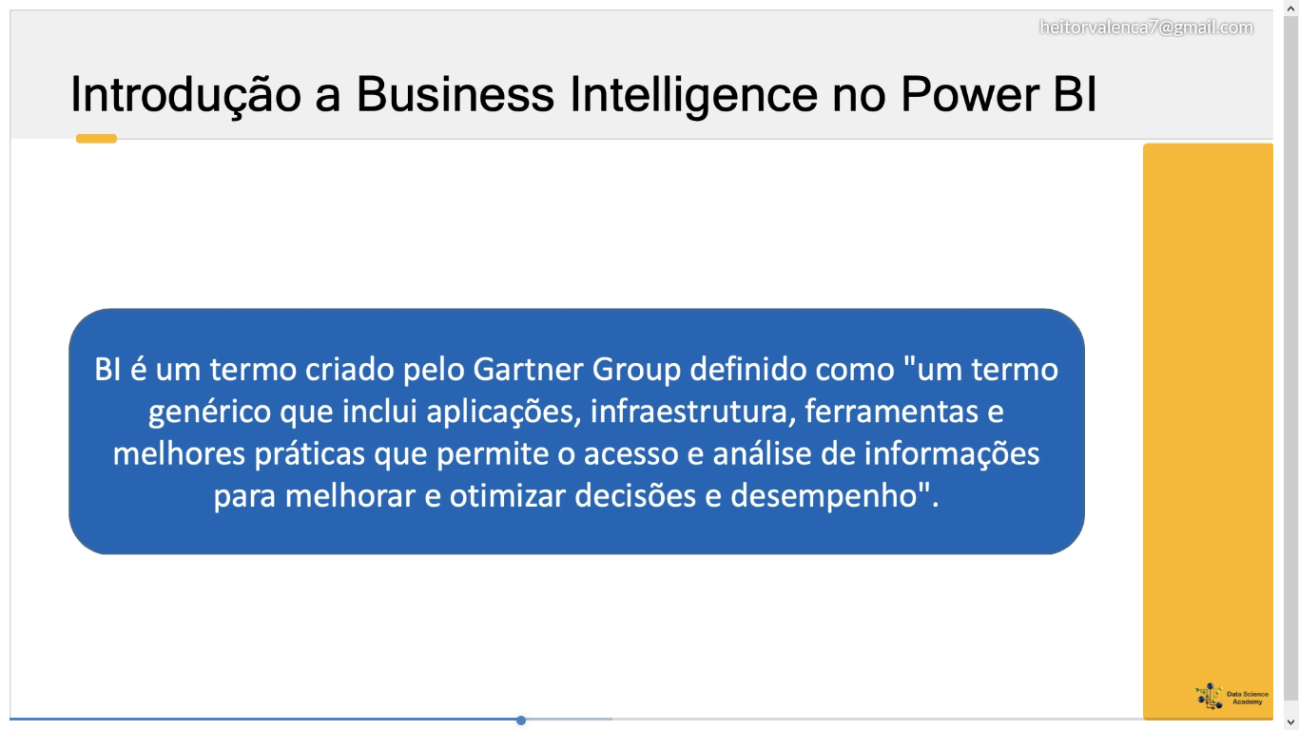 heitorvalenca7@gmail.com
Introdução a Business Intelligence no Power BI
BI é um termo criado pelo Gartner Group definido como "um termo
genérico que inclui aplicações, infraestrutura, ferramentas e
melhores práticas que permite o acesso e análise de informações
para melhorar e otimizar decisões e desempenho".
Data Science
Academy